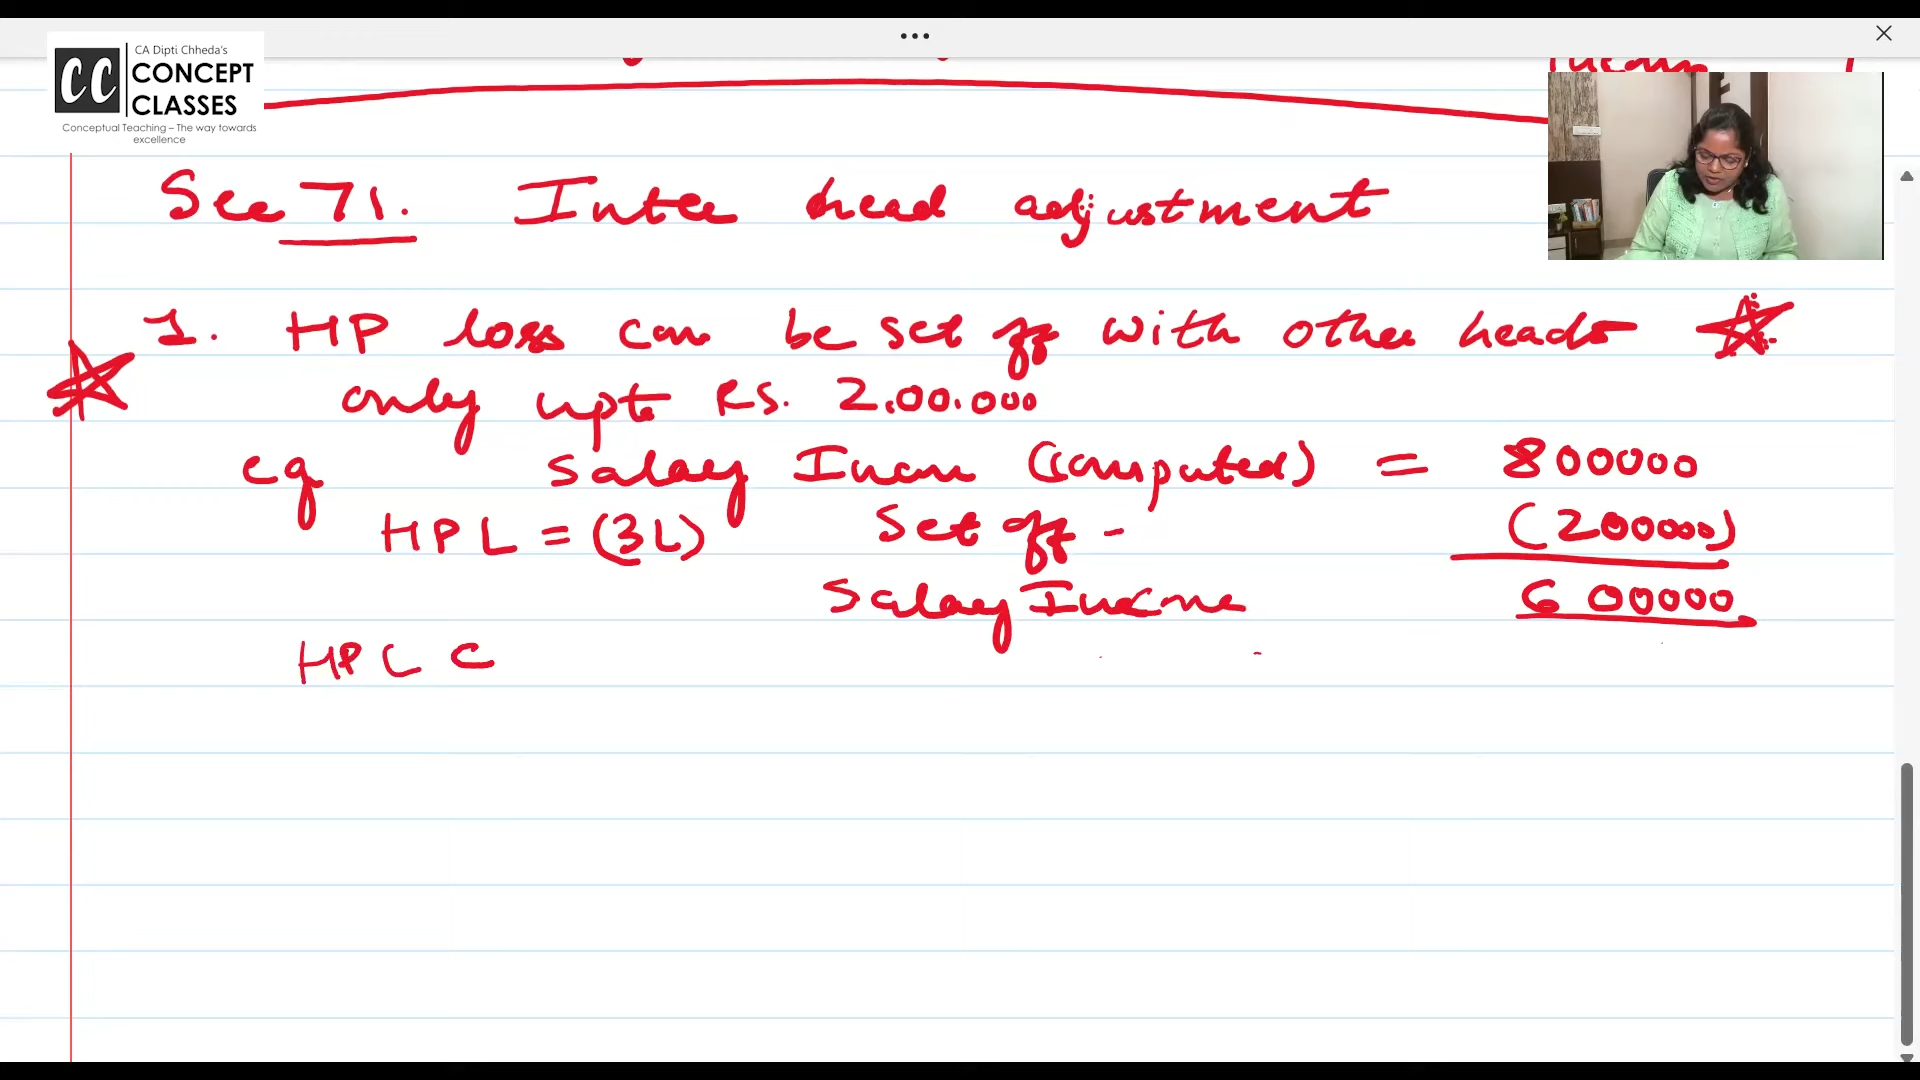 CC
CA Dipti Chheda's
CONCEPT
CLASSES
Conceptual Teaching – The way towards
excellence
Sec 71. Inter head adjustment
1. HP loss can be set off with other heads
only upto Rs. 2,00,000
eg Salary Incom (computed) = 800000
HPL = (3L) Set off - (200000)
Salary Income 600000
HPL C